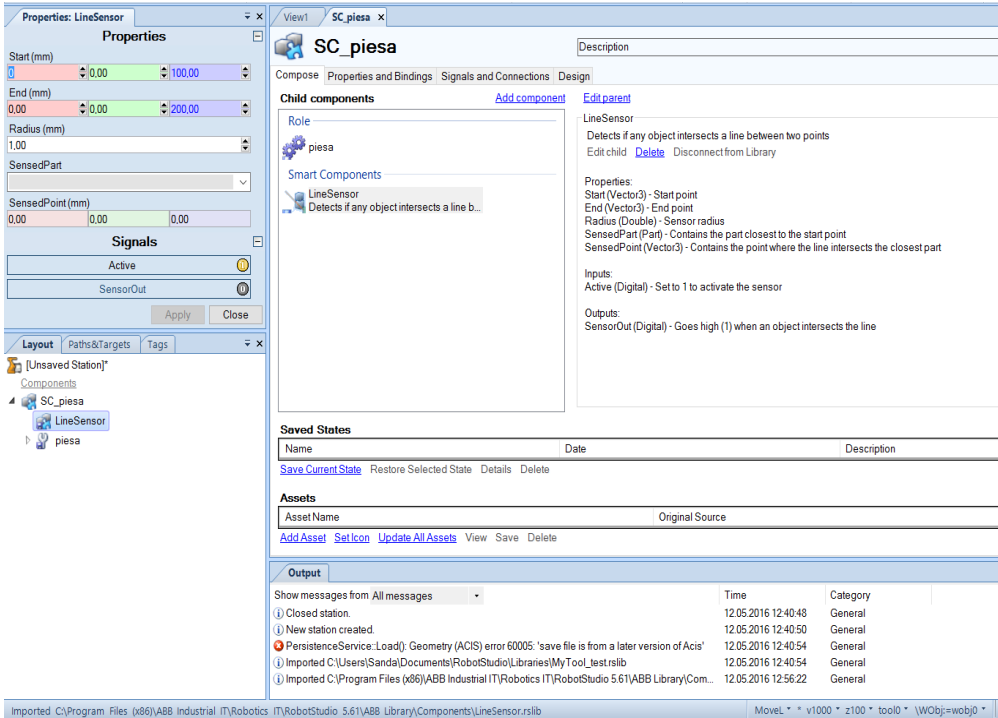 Properties: LineSensor
Properties
Start (mm)
0 0,00 100,00
End (mm)
0,00 0,00 200,00
Radius (mm)
1,00
SensedPart
SensedPoint (mm)
0,00 0,00 0,00
Signals
Active
SensorOut
Apply Close
Layout Paths&Targets Tags
[Unsaved Station]*
Components
SC_piesa
LineSensor
piesa
View1 SC_piesa
SC_piesa
Description
Compose Properties and Bindings Signals and Connections Design
Child components Add component Edit parent
Role
piesa
Smart Components
LineSensor
Detects if any object intersects a line b...
LineSensor
Detects if any object intersects a line between two points
Edit child Delete Disconnect from Library
Properties:
Start (Vector3) - Start point
End (Vector3) - End point
Radius (Double) - Sensor radius
SensedPart (Part) - Contains the part closest to the start point
SensedPoint (Vector3) - Contains the point where the line intersects the closest part
Inputs:
Active (Digital) - Set to 1 to activate the sensor
Outputs:
SensorOut (Digital) - Goes high (1) when an object intersects the line
Saved States
Name Date Description
Save Current State Restore Selected State Details Delete
Assets
Asset Name Original Source
Add Asset Set Icon Update All Assets View Save Delete
Output
Show messages from All messages Time Category
Closed station. 12.05.2016 12:40:48 General
New station created. 12.05.2016 12:40:50 General
PersistenceService::Load(): Geometry (ACIS) error 60005: 'save file is from a later version of Acis' 12.05.2016 12:40:54 General
Imported C:\Users\Sanda\Documents\RobotStudio\Libraries\MyTool_test.rslib 12.05.2016 12:40:54 General
Imported C:\Program Files (x86)\ABB Industrial IT\Robotics IT\RobotStudio 5.61\ABB Library\Com... 12.05.2016 12:56:22 General
Imported C:\Program Files (x86)\ABB Industrial IT\Robotics IT\RobotStudio 5.61\ABB Library\Components\LineSensor.rslib MoveL * * v1000 * z100 * tool0 * \WObj:=wobj0 *